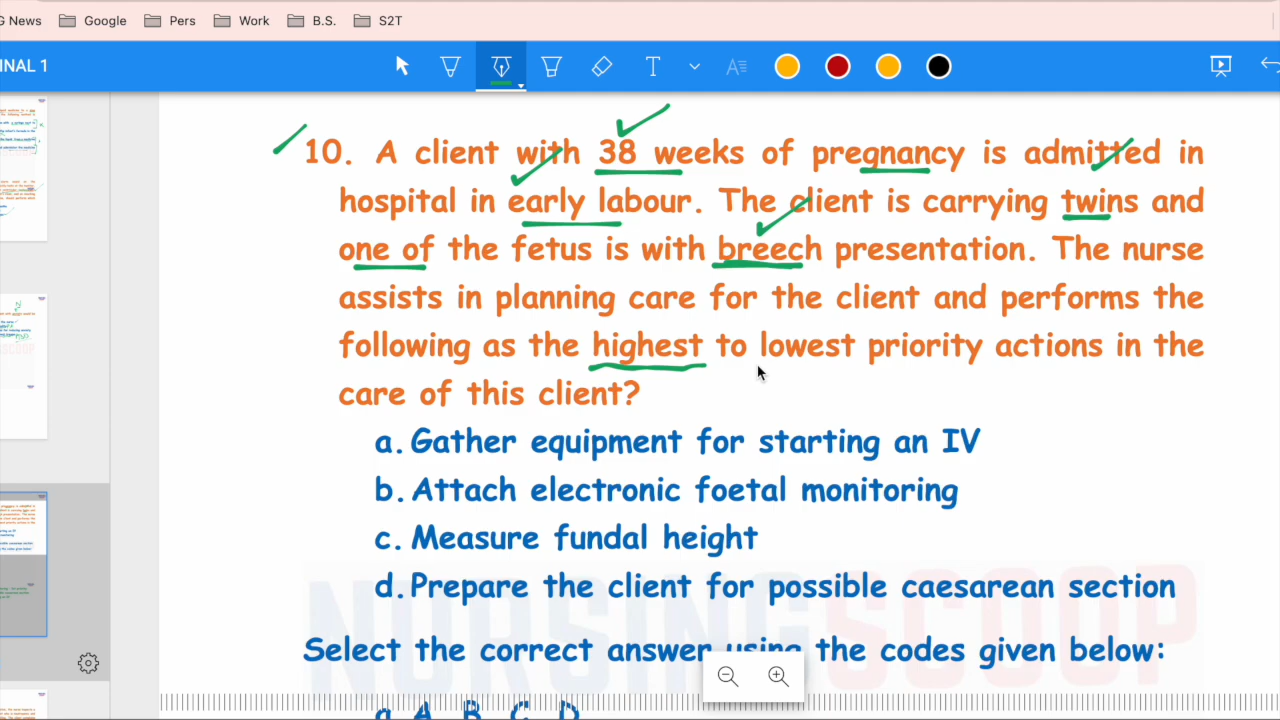 G News Google Pers Work B.S. S2T
INAL 1
10. A client with 38 weeks of pregnancy is admitted in
hospital in early labour. The client is carrying twins and
one of the fetus is with breech presentation. The nurse
assists in planning care for the client and performs the
following as the highest to lowest priority actions in the
care of this client?
a. Gather equipment for starting an IV
b. Attach electronic foetal monitoring
c. Measure fundal height
d. Prepare the client for possible caesarean section
NURSINGSCOOP
Select the correct answer using the codes given below:
a. A B C D